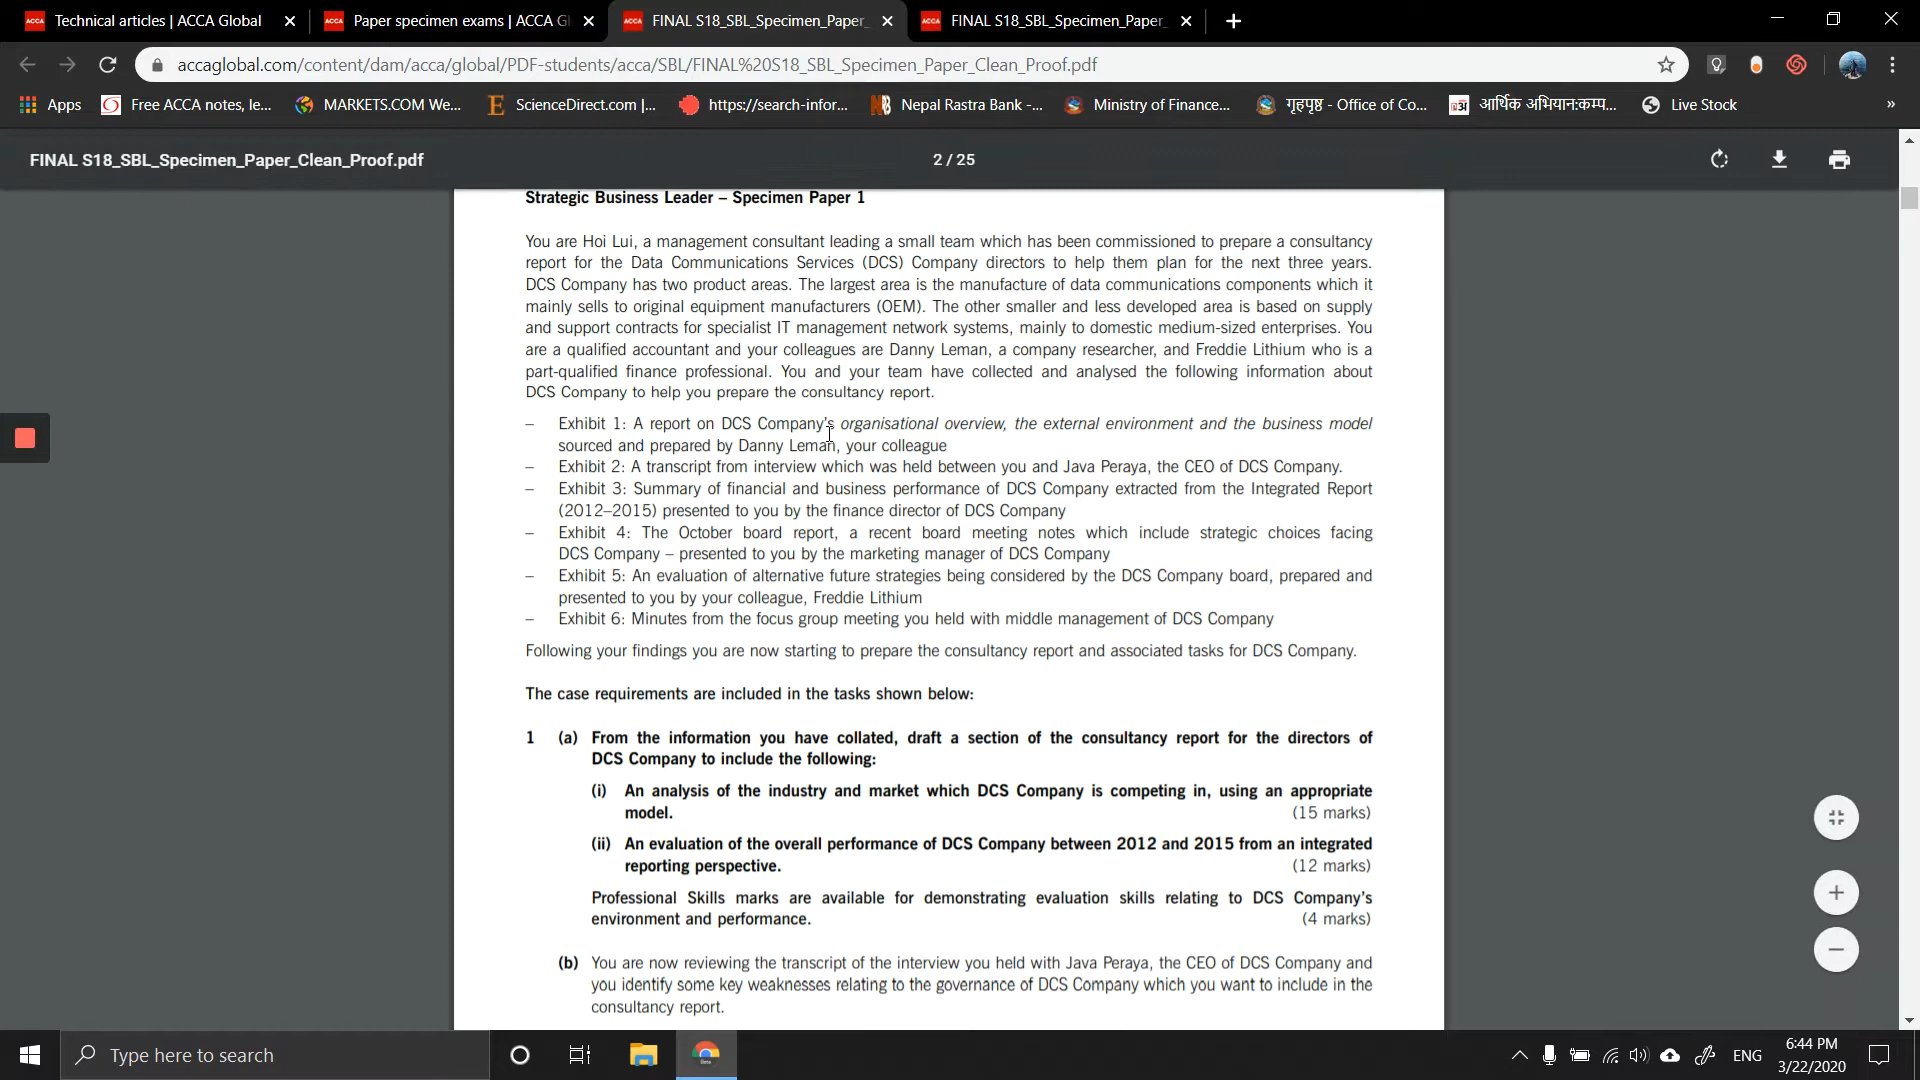 Technical articles | ACCA Global
Paper specimen exams | ACCA Gl
FINAL S18_SBL_Specimen_Paper_
FINAL S18_SBL_Specimen_Paper_
accaglobal.com/content/dam/acca/global/PDF-students/acca/SBL/FINAL%20S18_SBL_Specimen_Paper_Clean_Proof.pdf
Apps
Free ACCA notes, le...
MARKETS.COM We...
ScienceDirect.com |...
https://search-infor...
Nepal Rastra Bank -...
Ministry of Finance...
गृहपृष्ठ - Office of Co...
आर्थिक अभियान:कम्प...
Live Stock
FINAL S18_SBL_Specimen_Paper_Clean_Proof.pdf
2 / 25
Strategic Business Leader – Specimen Paper 1
You are Hoi Lui, a management consultant leading a small team which has been commissioned to prepare a consultancy
report for the Data Communications Services (DCS) Company directors to help them plan for the next three years.
DCS Company has two product areas. The largest area is the manufacture of data communications components which it
mainly sells to original equipment manufacturers (OEM). The other smaller and less developed area is based on supply
and support contracts for specialist IT management network systems, mainly to domestic medium-sized enterprises. You
are a qualified accountant and your colleagues are Danny Leman, a company researcher, and Freddie Lithium who is a
part-qualified finance professional. You and your team have collected and analysed the following information about
DCS Company to help you prepare the consultancy report.
– Exhibit 1: A report on DCS Company's organisational overview, the external environment and the business model
sourced and prepared by Danny Leman, your colleague
– Exhibit 2: A transcript from interview which was held between you and Java Peraya, the CEO of DCS Company.
– Exhibit 3: Summary of financial and business performance of DCS Company extracted from the Integrated Report
(2012–2015) presented to you by the finance director of DCS Company
– Exhibit 4: The October board report, a recent board meeting notes which include strategic choices facing
DCS Company – presented to you by the marketing manager of DCS Company
– Exhibit 5: An evaluation of alternative future strategies being considered by the DCS Company board, prepared and
presented to you by your colleague, Freddie Lithium
– Exhibit 6: Minutes from the focus group meeting you held with middle management of DCS Company
Following your findings you are now starting to prepare the consultancy report and associated tasks for DCS Company.
The case requirements are included in the tasks shown below:
1 (a) From the information you have collated, draft a section of the consultancy report for the directors of
DCS Company to include the following:
(i) An analysis of the industry and market which DCS Company is competing in, using an appropriate
model. (15 marks)
(ii) An evaluation of the overall performance of DCS Company between 2012 and 2015 from an integrated
reporting perspective. (12 marks)
Professional Skills marks are available for demonstrating evaluation skills relating to DCS Company's
environment and performance. (4 marks)
(b) You are now reviewing the transcript of the interview you held with Java Peraya, the CEO of DCS Company and
you identify some key weaknesses relating to the governance of DCS Company which you want to include in the
consultancy report.
Type here to search
ENG
6:44 PM
3/22/2020